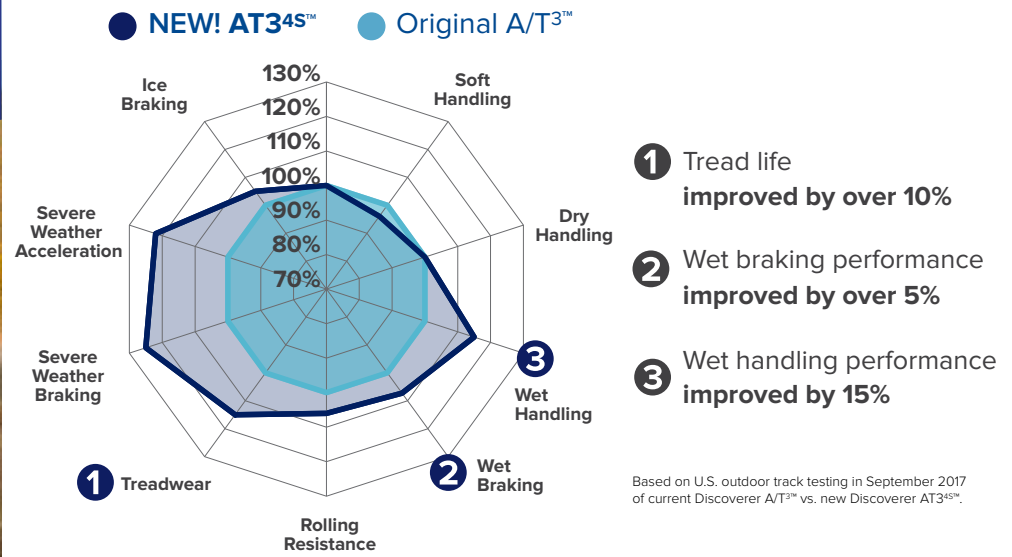 NEW! AT3⁴ˢ™
Original A/T³™
130%
120%
110%
100%
90%
80%
70%
Ice
Braking
Soft
Handling
Dry
Handling
3
Wet
Handling
2
Wet
Braking
Rolling
Resistance
1
Treadwear
Severe
Weather
Braking
Severe
Weather
Acceleration
1
Tread life
improved by over 10%
2
Wet braking performance
improved by over 5%
3
Wet handling performance
improved by 15%
Based on U.S. outdoor track testing in September 2017
of current Discoverer A/T³™ vs. new Discoverer AT3⁴ˢ™.